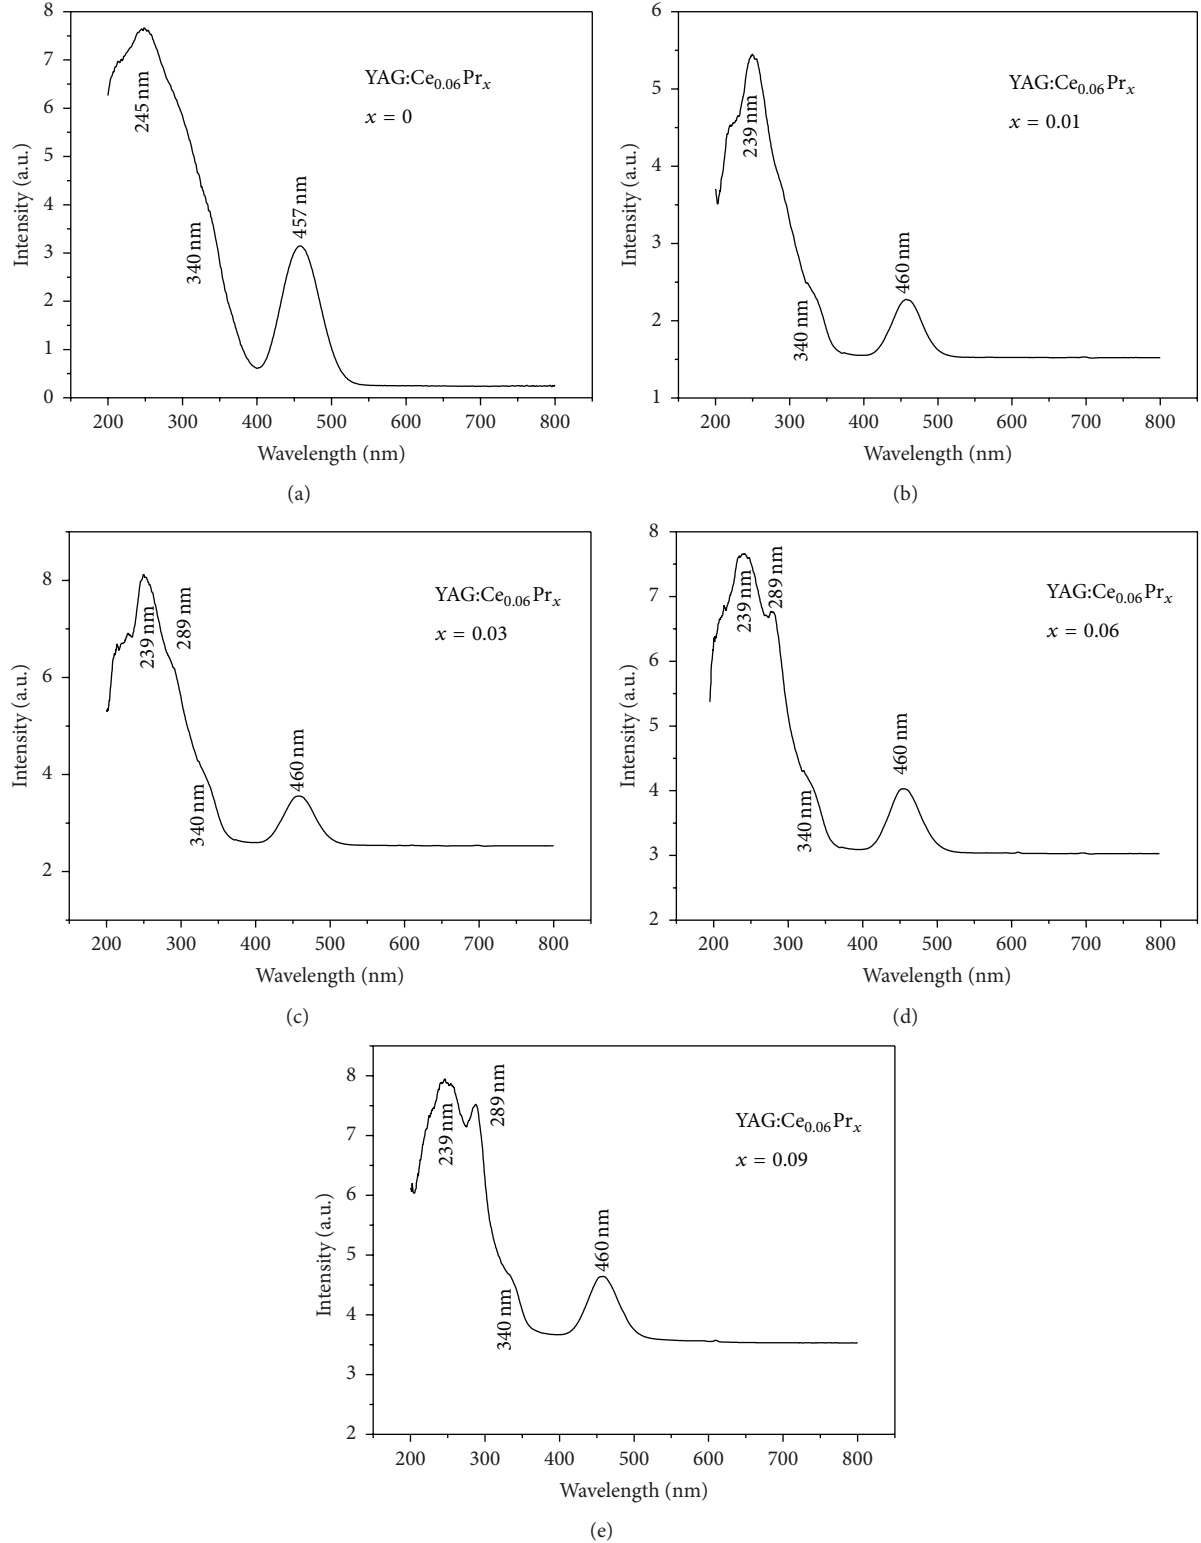 8
7
6
5
4
3
2
1
0
Intensity (a.u.)
245 nm
340 nm
457 nm
YAG:Ce0.06Prx
x = 0
200 300 400 500 600 700 800
Wavelength (nm)
(a)
6
5
4
3
2
1
Intensity (a.u.)
239 nm
340 nm
460 nm
YAG:Ce0.06Prx
x = 0.01
200 300 400 500 600 700 800
Wavelength (nm)
(b)
8
6
4
2
Intensity (a.u.)
239 nm
289 nm
340 nm
460 nm
YAG:Ce0.06Prx
x = 0.03
200 300 400 500 600 700 800
Wavelength (nm)
(c)
8
7
6
5
4
3
2
Intensity (a.u.)
239 nm
289 nm
340 nm
460 nm
YAG:Ce0.06Prx
x = 0.06
200 300 400 500 600 700 800
Wavelength (nm)
(d)
8
7
6
5
4
3
2
Intensity (a.u.)
239 nm
289 nm
340 nm
460 nm
YAG:Ce0.06Prx
x = 0.09
200 300 400 500 600 700 800
Wavelength (nm)
(e)